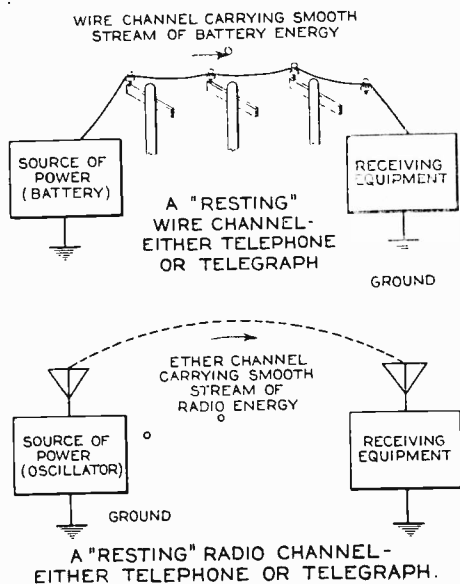 WIRE CHANNEL CARRYING SMOOTH
STREAM OF BATTERY ENERGY
SOURCE OF
POWER
(BATTERY)
RECEIVING
EQUIPMENT
A "RESTING"
WIRE CHANNEL-
EITHER TELEPHONE
OR TELEGRAPH
GROUND
ETHER CHANNEL
CARRYING SMOOTH
STREAM OF
RADIO ENERGY
SOURCE OF
POWER
(OSCILLATOR)
RECEIVING
EQUIPMENT
GROUND
A "RESTING" RADIO CHANNEL-
EITHER TELEPHONE OR TELEGRAPH.